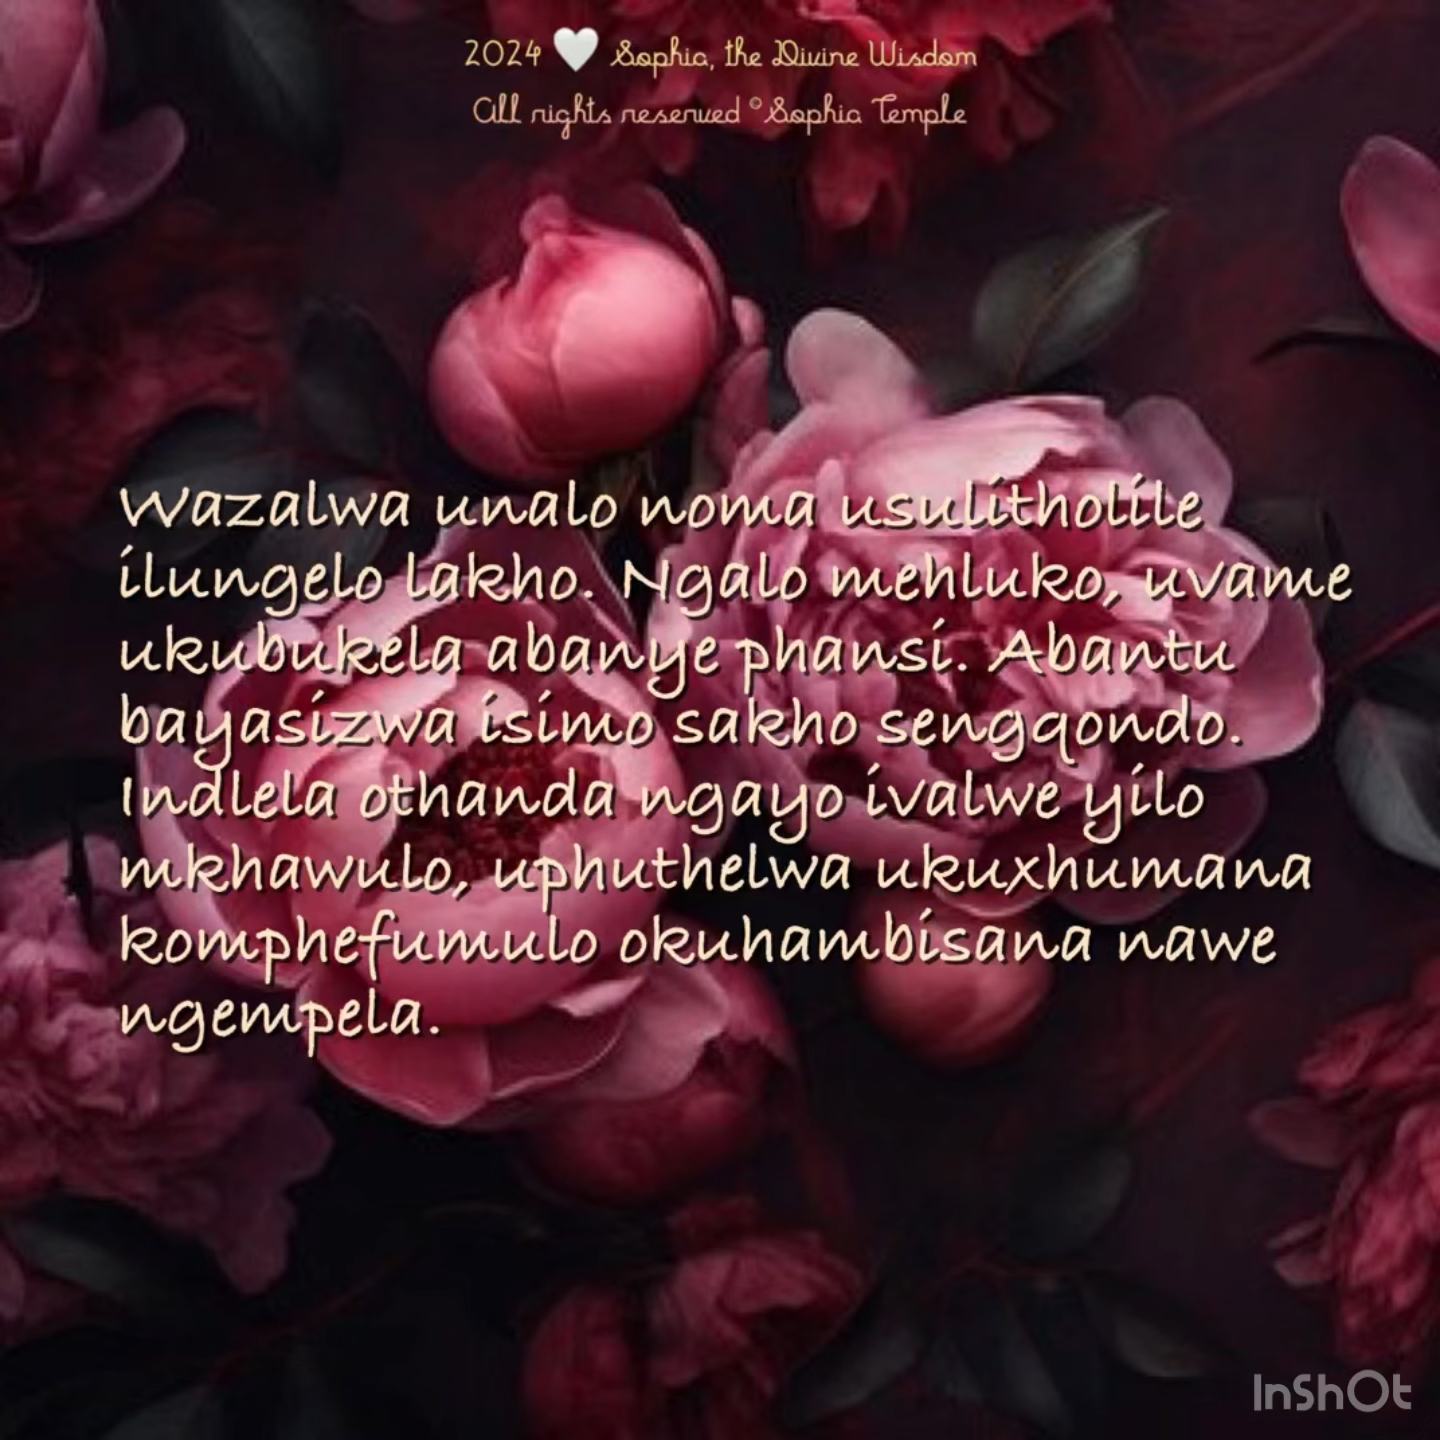 2024 🤍 Sophia, the Divine Wisdom
All rights reserved ©Sophia Temple
Wazalwa unalo noma usulitholile
ilungelo lakho. Ngalo mehluko, uvame
ukubukela abanye phansi. Abantu
bayasizwa isimo sakho sengqondo.
Indlela othanda ngayo ivalwe yilo
mkhawulo, uphuthelwa ukuxhumana
komphefumulo okuhambisana nawe
ngempela.
InShOt